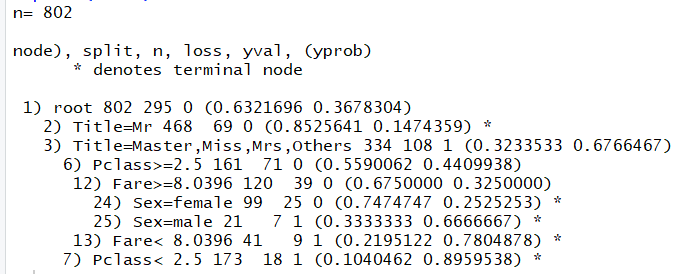 n= 802
node), split, n, loss, yval, (yprob)
* denotes terminal node
1) root 802 295 0 (0.6321696 0.3678304)
2) Title=Mr 468  69 0 (0.8525641 0.1474359) *
3) Title=Master,Miss,Mrs,Others 334 108 1 (0.3233533 0.6766467)
6) Pclass>=2.5 161  71 0 (0.5590062 0.4409938)
12) Fare>=8.0396 120  39 0 (0.6750000 0.3250000)
24) Sex=female 99  25 0 (0.7474747 0.2525253) *
25) Sex=male 21   7 1 (0.3333333 0.6666667) *
13) Fare< 8.0396 41   9 1 (0.2195122 0.7804878) *
7) Pclass< 2.5 173  18 1 (0.1040462 0.8959538) *